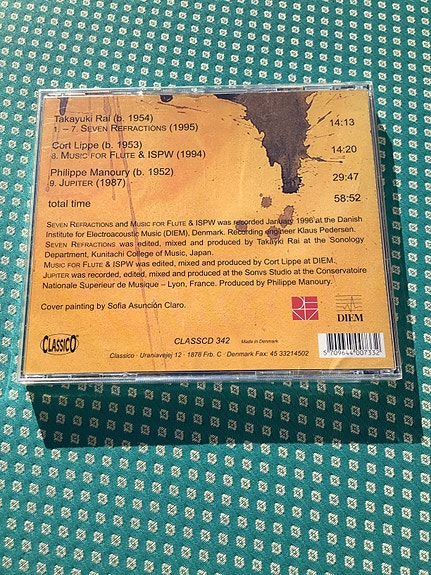 Takayuki Rai (b. 1954)
1. – 7. SEVEN REFRACTIONS (1995) 14:13
Cort Lippe (b. 1953)
8. MUSIC FOR FLUTE & ISPW (1994) 14:20
Philippe Manoury (b. 1952)
9. JUPITER (1987) 29:47
total time 58:52
SEVEN REFRACTIONS and MUSIC FOR FLUTE & ISPW was recorded January 1996 at the Danish
Institute for Electroacoustic Music (DIEM), Denmark. Recording engineer Klaus Pedersen.
SEVEN REFRACTIONS was edited, mixed and produced by Takayki Rai at the Sonology
Department, Kunitachi College of Music, Japan.
MUSIC FOR FLUTE & ISPW was edited, mixed and produced by Cort Lippe at DIEM.
JUPITER was recorded, edited, mixed and produced at the Sonvs Studio at the Conservatoire
Nationale Superieur de Musique – Lyon, France. Produced by Philippe Manoury.
Cover painting by Sofia Asunción Claro.
DIEM
CLASSICO
CLASSCD 342 Made in Denmark
Classico · Uraniavejej 12 · 1878 Frb. C · Denmark Fax: 45 33214502
5 709644 007332